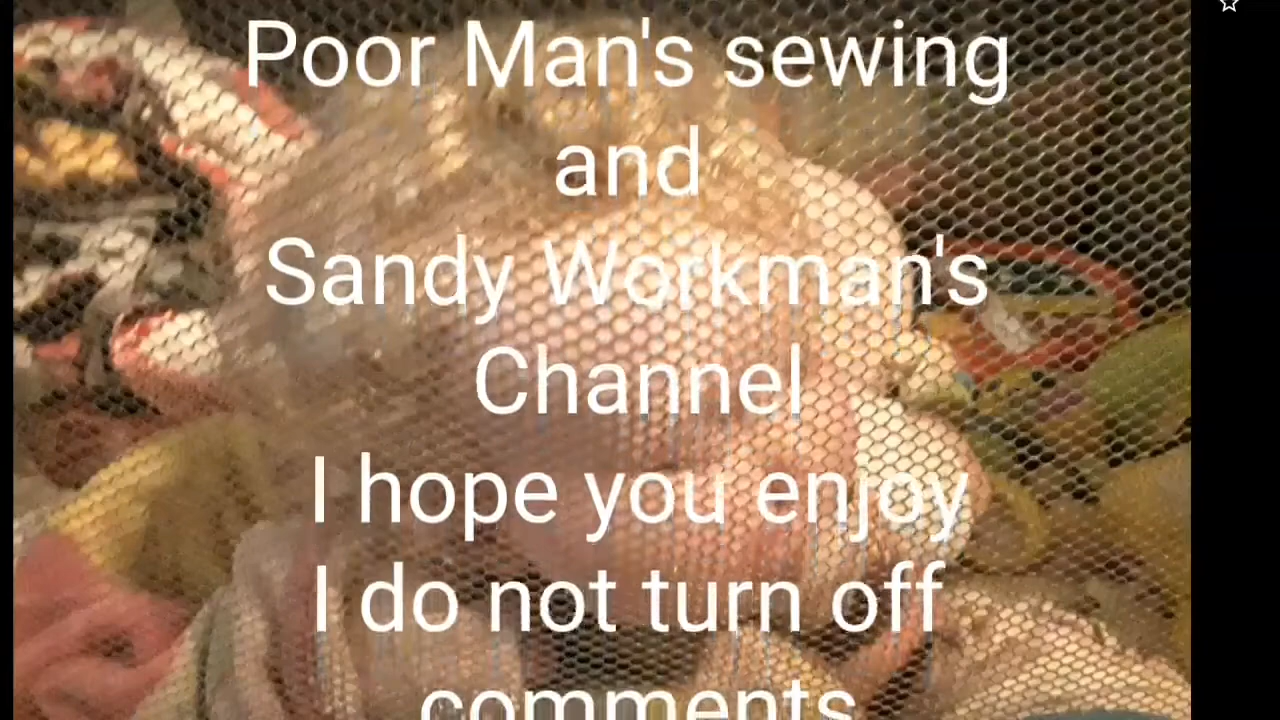 Poor Man's sewing
and
Sandy Workman's
Channel
I hope you enjoy
I do not turn off
comments